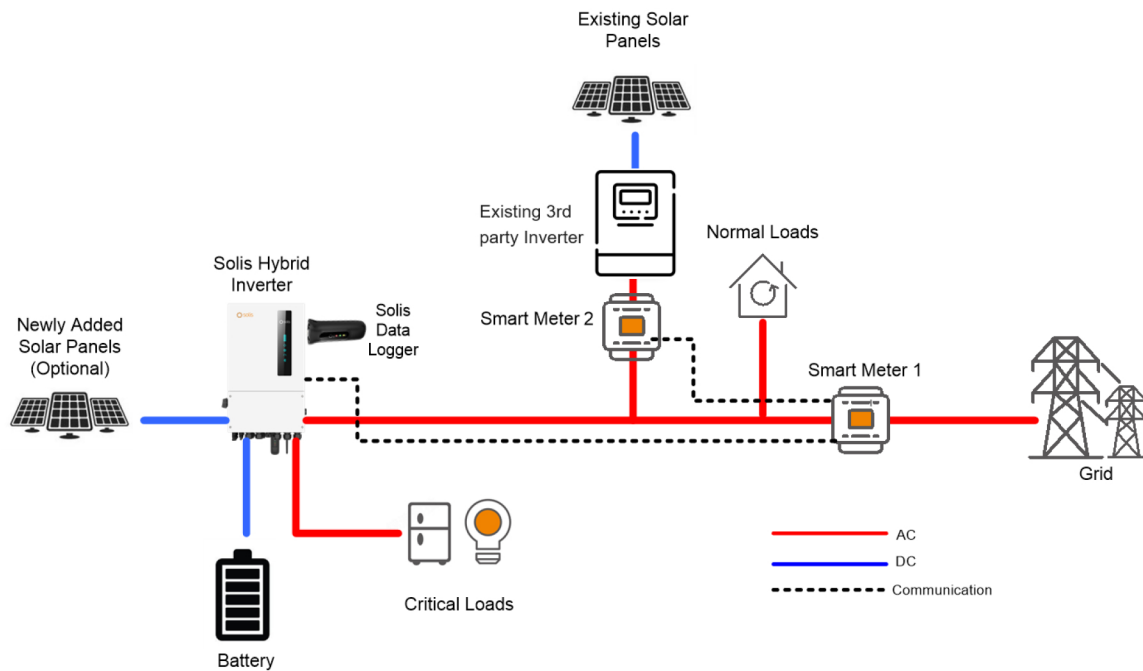 Existing Solar
Panels
Existing 3rd
party Inverter
Normal Loads
Solis Hybrid
Inverter
Solis
Data
Logger
Smart Meter 2
Newly Added
Solar Panels
(Optional)
Smart Meter 1
Grid
Critical Loads
Battery
AC
DC
Communication